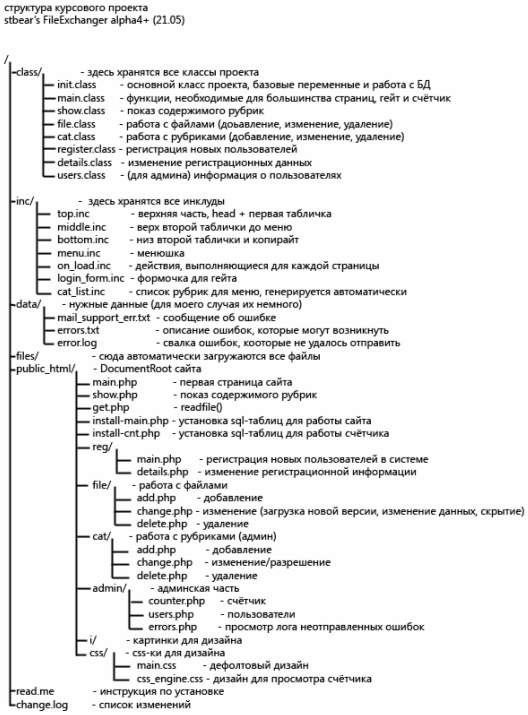 структура курсового проекта
stbear's FileExchanger alpha4+ (21.05)
/
class/ - здесь хранятся все классы проекта
init.class - основной класс проекта, базовые переменные и работа с БД
main.class - функции, необходимые для большинства страниц, гейт и счётчик
show.class - показ содержимого рубрик
file.class - работа с файлами (доьавление, изменение, удаление)
cat.class - работа с рубриками (добавление, изменение, удаление)
register.class - регистрация новых пользователей
details.class - изменение регистрационных данных
users.class - (для админа) информация о пользователях
inc/ - здесь хранятся все инклуды
top.inc - верхняя часть, head + первая табличка
middle.inc - верх второй таблички до меню
bottom.inc - низ второй таблички и копирайт
menu.inc - менюшка
on_load.inc - действия, выполняющиеся для каждой страницы
login_form.inc - формочка для гейта
cat_list.inc - список рубрик для меню, генерируется автоматически
data/ - нужные данные (для моего случая их немного)
mail_support_err.txt - сообщение об ошибке
errors.txt - описание ошибок, которые могут возникнуть
error.log - свалка ошибок, кооторые не удалось отправить
files/ - сюда автоматически загружаются все файлы
public_html/ - DocumentRoot сайта
main.php - первая страница сайта
show.php - показ содержимого рубрик
get.php - readfile()
install-main.php - установка sql-таблиц для работы сайта
install-cnt.php - установка sql-таблиц для работы счётчика
reg/
main.php - регистрация новых пользователей в системе
details.php - изменение регистрационной информации
file/ - работа с файлами
add.php - добавление
change.php - изменение (загрузка новой версии, изменение данных, скрытие)
delete.php - удаление
cat/ - работа с рубриками (админ)
add.php - добавление
change.php - изменение/разрешение
delete.php - удаление
admin/ - админская часть
counter.php - счётчик
users.php - пользователи
errors.php - просмотр лога неотправленных ошибок
i/ - картинки для дизайна
css/ - css-ки для дизайна
main.css - дефолтовый дизайн
css_engine.css - дизайн для просмотра счётчика
read.me - инструкция по установке
change.log - список изменений